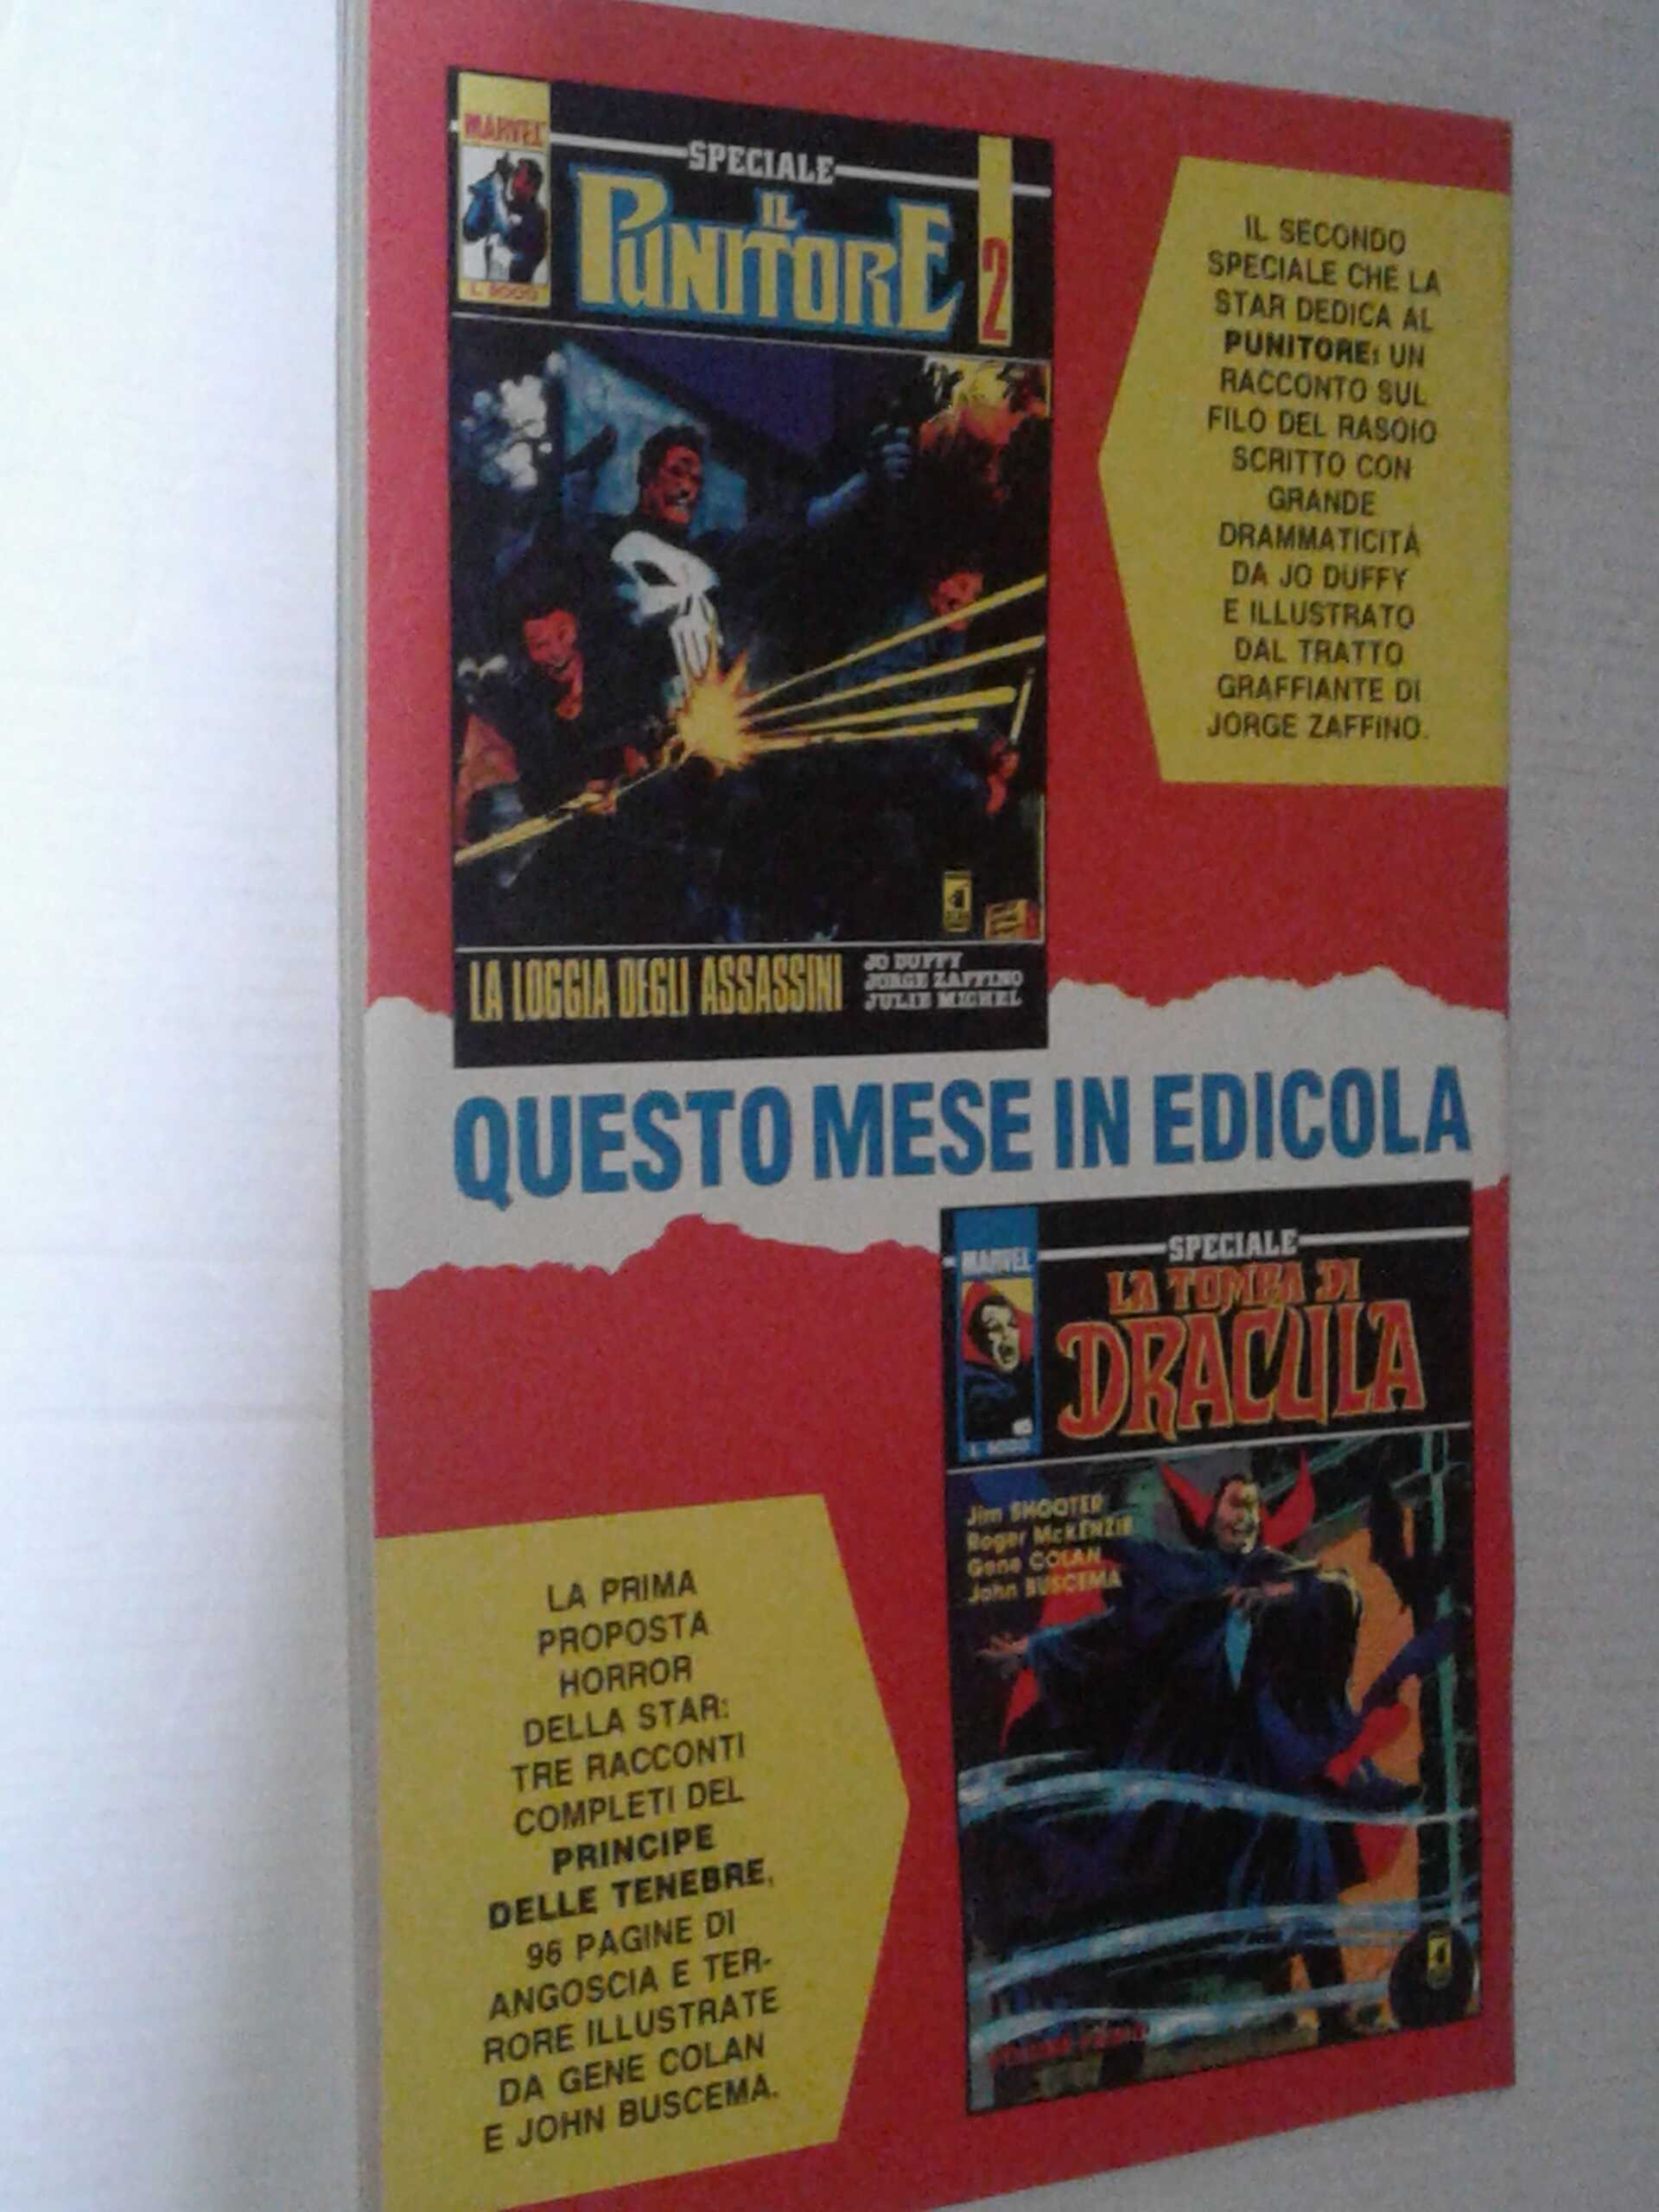 MARVEL
SPECIALE
IL
PUNITORE
2
IL SECONDO
SPECIALE CHE LA
STAR DEDICA AL
PUNITORE: UN
RACCONTO SUL
FILO DEL RASOIO
SCRITTO CON
GRANDE
DRAMMATICITÀ
DA JO DUFFY
E ILLUSTRATO
DAL TRATTO
GRAFFIANTE DI
JORGE ZAFFINO.
LA LOGGIA DEGLI ASSASSINI
JO DUFFY
JORGE ZAFFINO
JULIE MICHEL
QUESTO MESE IN EDICOLA
MARVEL
SPECIALE
LA TOMBA DI
DRACULA
Jim SHOOTER
Roger McKENZIE
Gene COLAN
John BUSCEMA
LA PRIMA
PROPOSTA
HORROR
DELLA STAR:
TRE RACCONTI
COMPLETI DEL
PRINCIPE
DELLE TENEBRE,
96 PAGINE DI
ANGOSCIA E TER-
RORE ILLUSTRATE
DA GENE COLAN
E JOHN BUSCEMA.